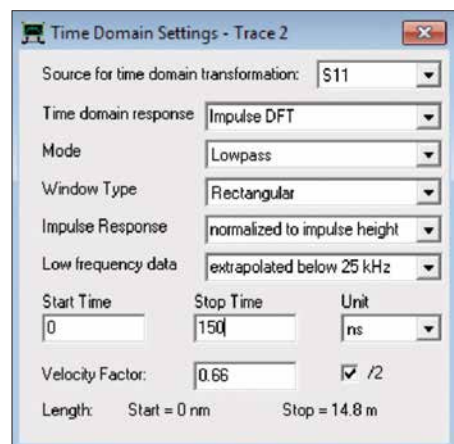 Time Domain Settings - Trace 2
Source for time domain transformation: S11
Time domain response Impulse DFT
Mode Lowpass
Window Type Rectangular
Impulse Response normalized to impulse height
Low frequency data extrapolated below 25 kHz
Start Time Stop Time Unit
0 150 ns
Velocity Factor: 0.66 /2
Length: Start = 0 nm Stop = 14.8 m